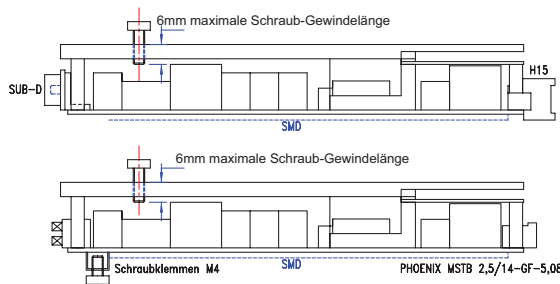 6mm maximale Schraub-Gewindelänge
H15
SUB-D
SMD
6mm maximale Schraub-Gewindelänge
SMD
Schraubklemmen M4
PHOENIX MSTB 2,5/14-GF-5,08